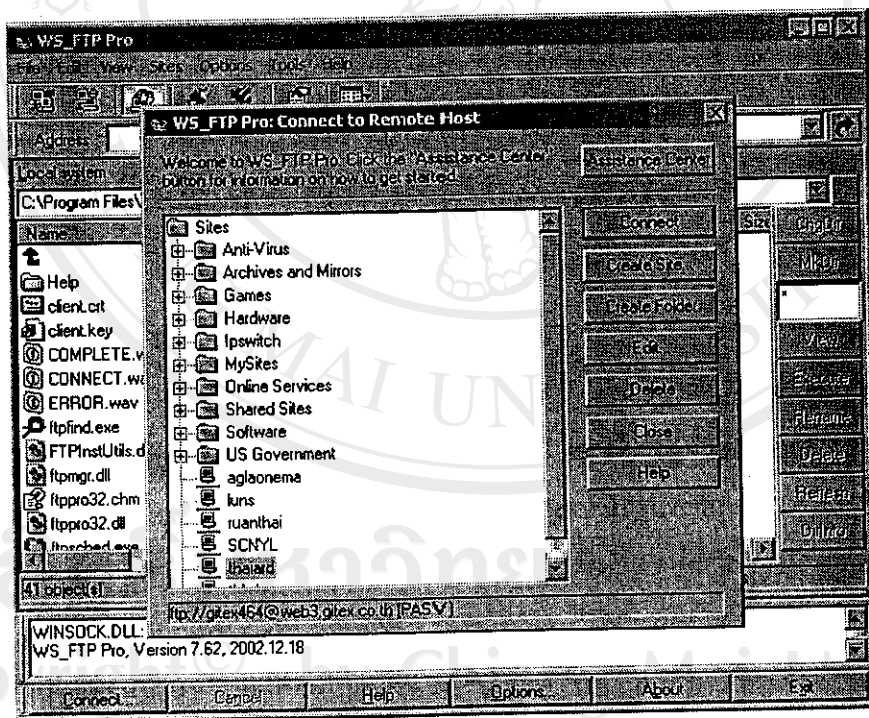 WS_FTP Pro
File Edit View Sites Options Tools Help
WS_FTP Pro: Connect to Remote Host
Address
Welcome to WS_FTP Pro. Click the "Assistance Center"
button for information on how to get started.
Assistance Center
Local system
C:\Program Files\
Name
Size
Sites
Anti-Virus
Archives and Mirrors
Games
Hardware
Ipswitch
MySites
Online Services
Shared Sites
Software
US Government
aglaonema
luns
ruanthai
SCNYL
thaiard
Connect
Create Site
Create Folder
Edit
Delete
Close
Help
Help
client.crt
client.key
COMPLETE.w
CONNECT.wa
ERROR.wav
ftpfind.exe
FTPInstUtils.d
ftpmgr.dll
ftppro32.chm
ftppro32.dll
ftpsched.exe
ChgDir
MkDir
*
View
Execute
Rename
Delete
Refresh
DirInfo
41 object(s)
ftp://gitex464@web3.gitex.co.th [PASV]
WINSOCK.DLL:
WS_FTP Pro, Version 7.62, 2002.12.18
Connect
Cancel
Help
Options...
About
Exit